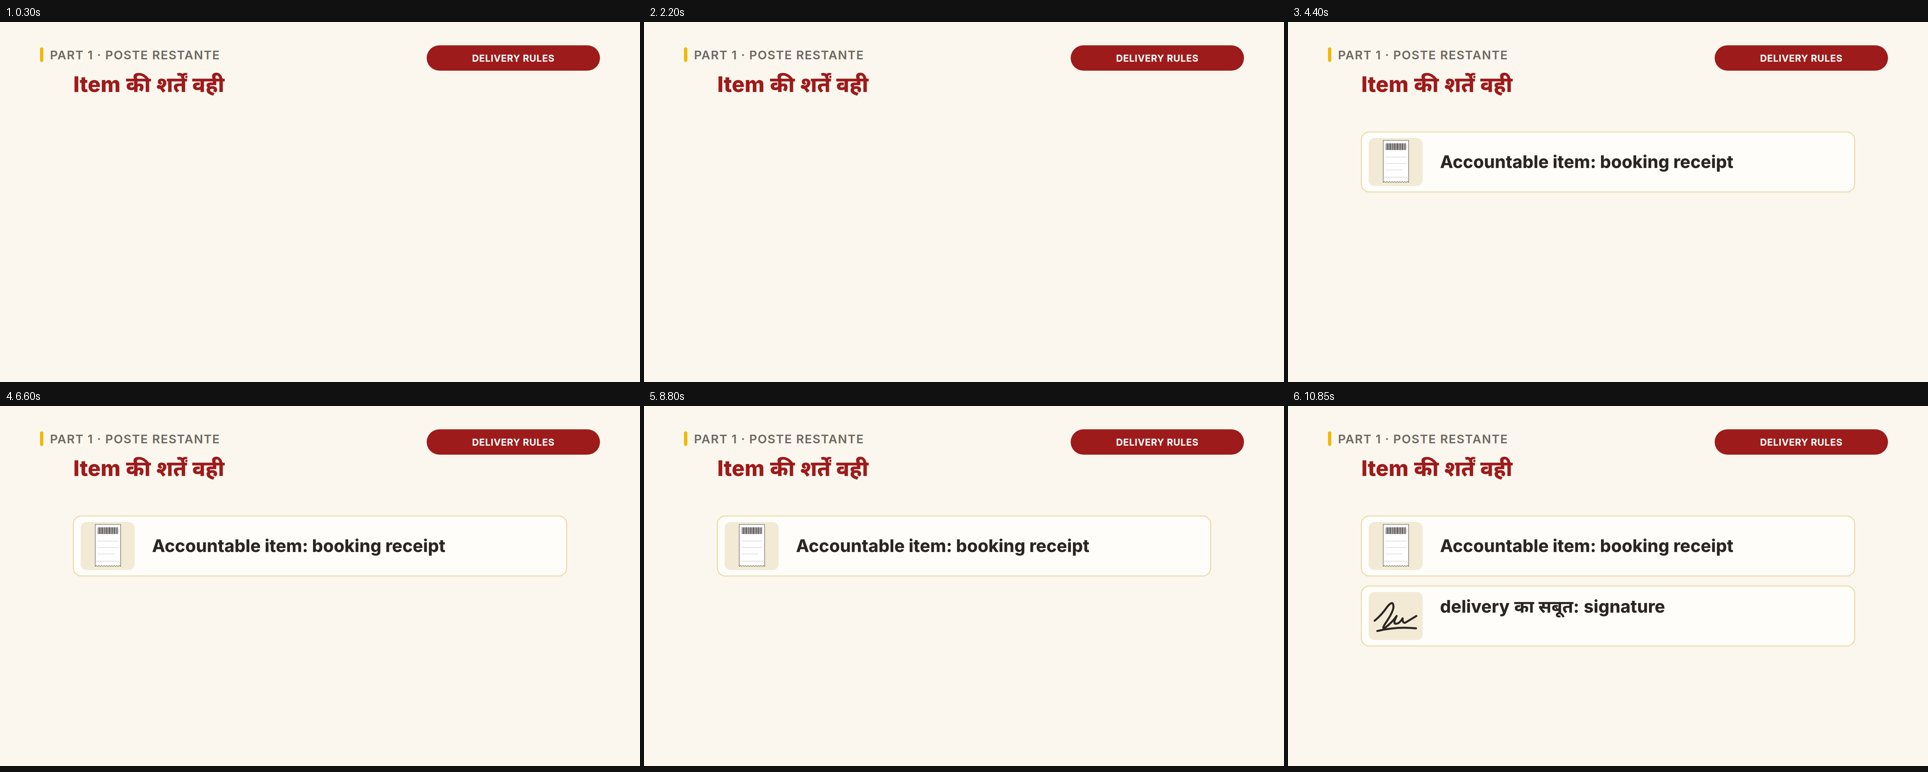 1. 0.30s
PART 1 · POSTE RESTANTE
DELIVERY RULES
Item की शर्तें वही
2. 2.20s
PART 1 · POSTE RESTANTE
DELIVERY RULES
Item की शर्तें वही
3. 4.40s
PART 1 · POSTE RESTANTE
DELIVERY RULES
Item की शर्तें वही
Accountable item: booking receipt
4. 6.60s
PART 1 · POSTE RESTANTE
DELIVERY RULES
Item की शर्तें वही
Accountable item: booking receipt
5. 8.80s
PART 1 · POSTE RESTANTE
DELIVERY RULES
Item की शर्तें वही
Accountable item: booking receipt
6. 10.85s
PART 1 · POSTE RESTANTE
DELIVERY RULES
Item की शर्तें वही
Accountable item: booking receipt
delivery का सबूत: signature